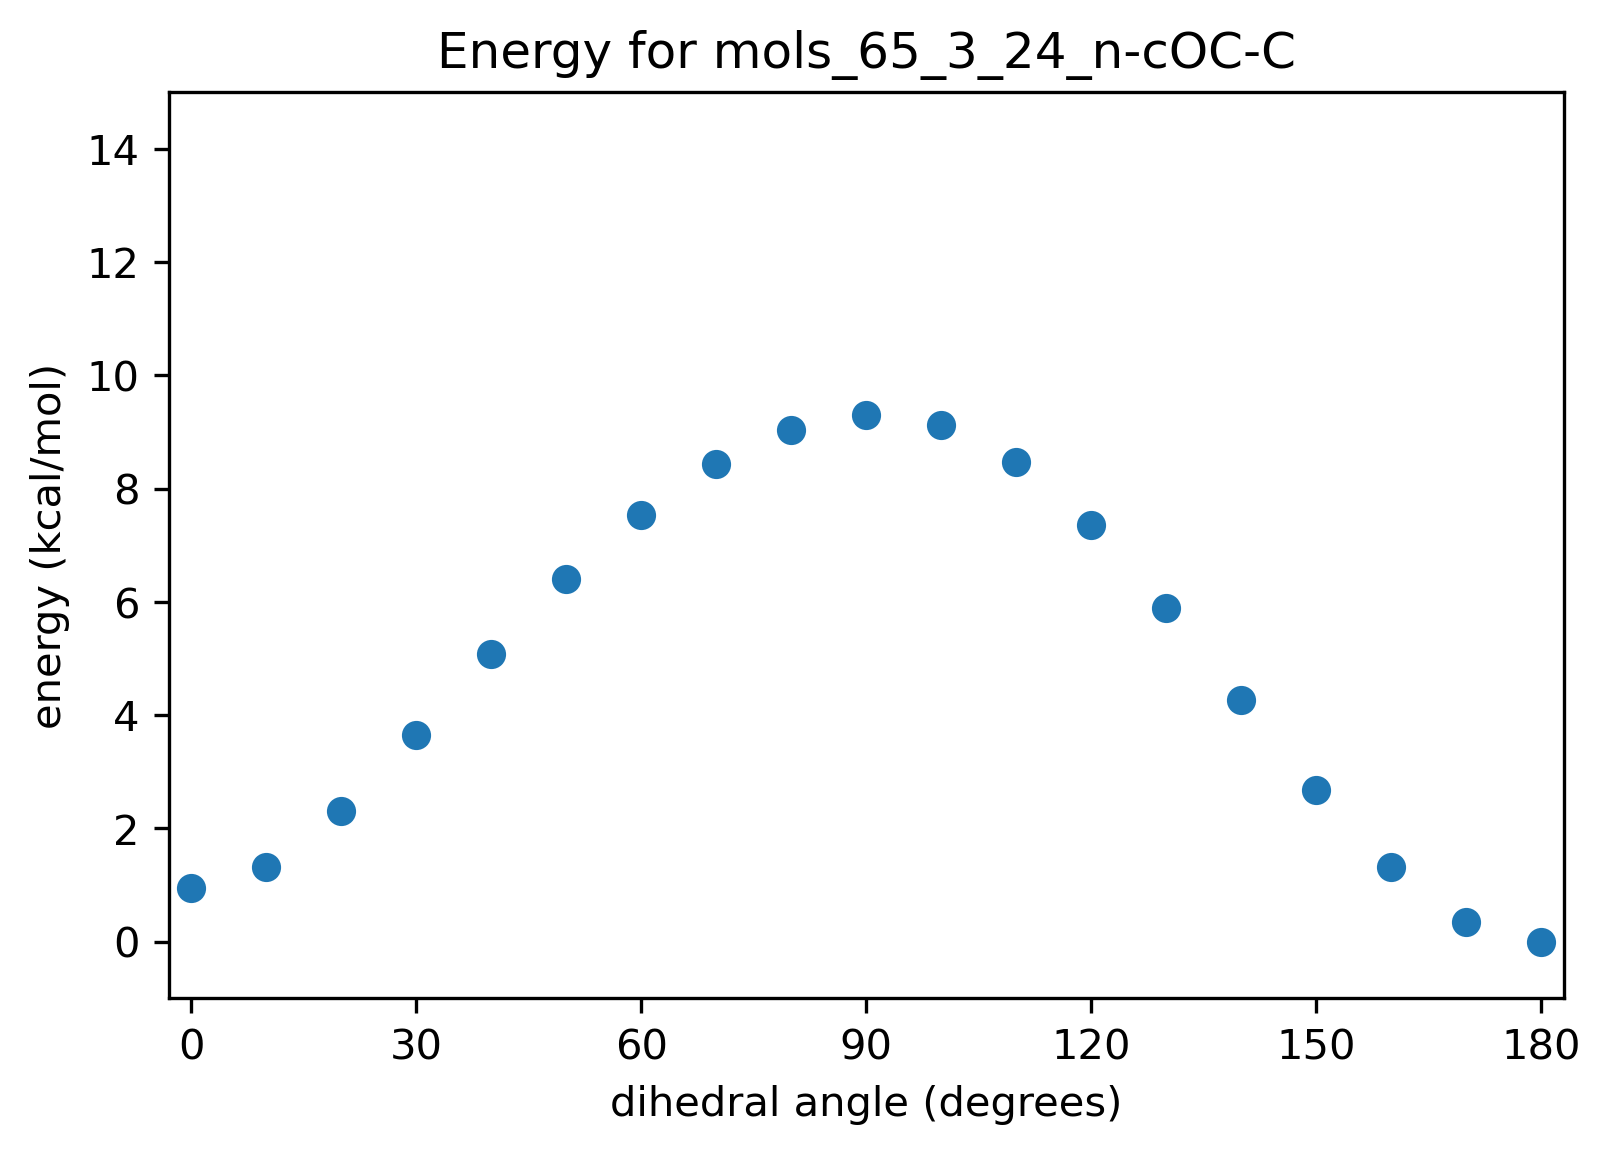 Energy for mols_65_3_24_n-cOC-C
energy (kcal/mol)
14
12
10
8
6
4
2
0
0 30 60 90 120 150 180
dihedral angle (degrees)